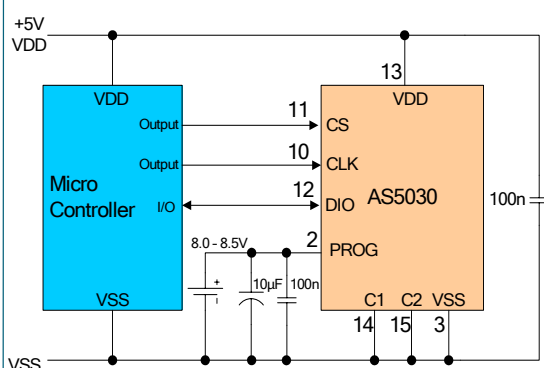 +5V
VDD
13
VDD
VDD
Output
11
CS
Output
10
CLK
Micro
Controller
I/O
12
DIO
AS5030
100n
2
PROG
8.0 - 8.5V
+
-
10µF
100n
VSS
C1
C2
VSS
14
15
3
VSS